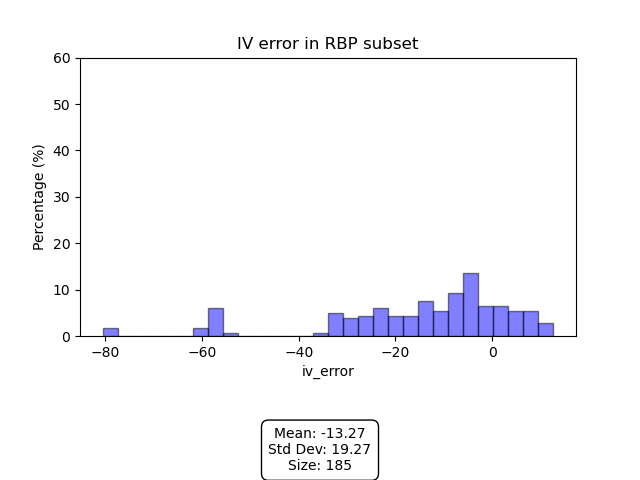 IV error in RBP subset
60
50
40
30
20
10
0
Percentage (%)
−80
−60
−40
−20
0
iv_error
Mean: -13.27
Std Dev: 19.27
Size: 185